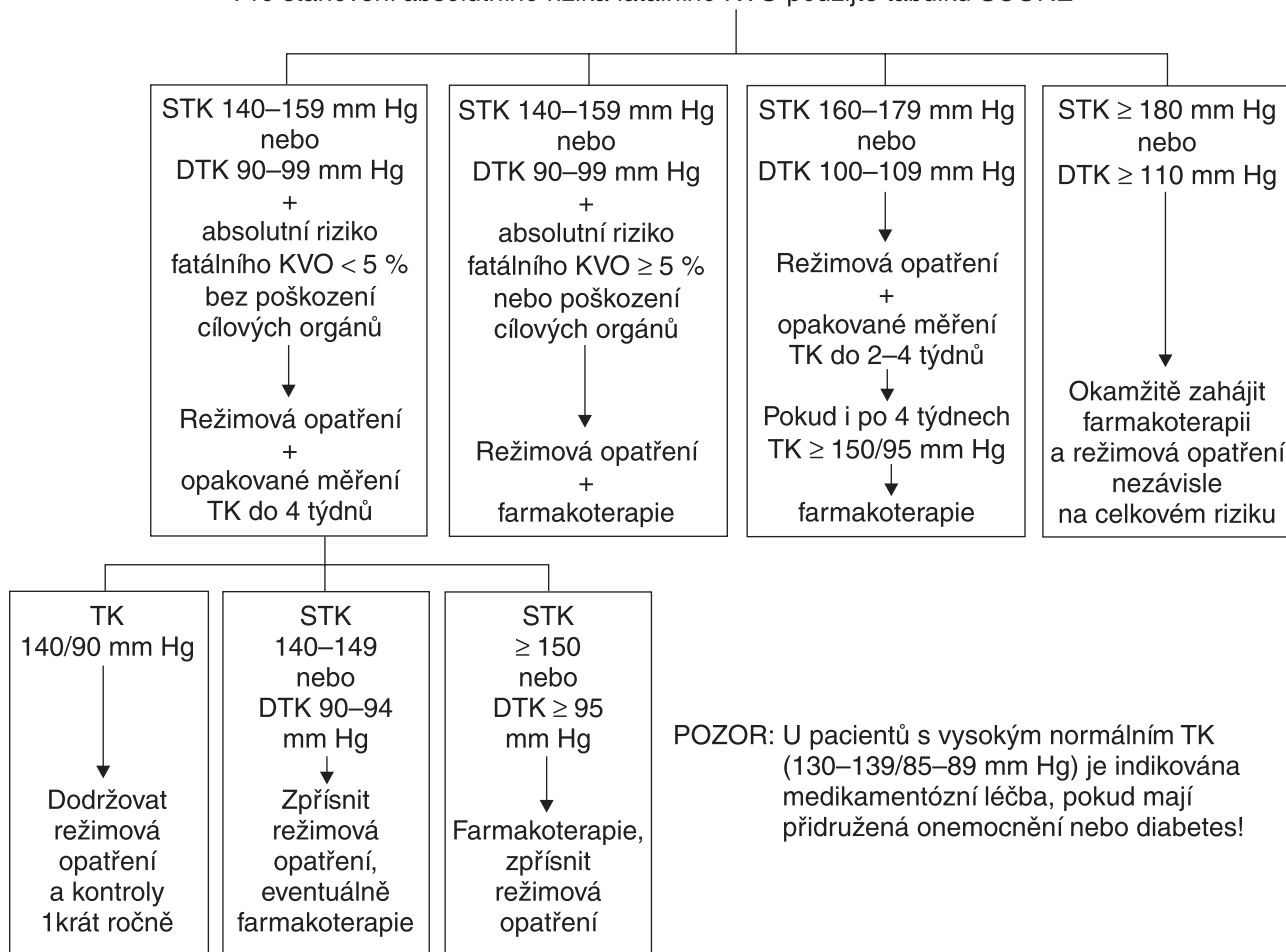 STK 140–159 mm Hg
nebo
DTK 90–99 mm Hg
+
absolutní riziko
fatálního KVO < 5 %
bez poškození
cílových orgánů
Režimová opatření
+
opakované měření
TK do 4 týdnů
STK 140–159 mm Hg
nebo
DTK 90–99 mm Hg
+
absolutní riziko
fatálního KVO ≥ 5 %
nebo poškození
cílových orgánů
Režimová opatření
+
farmakoterapie
STK 160–179 mm Hg
nebo
DTK 100–109 mm Hg
Režimová opatření
+
opakované měření
TK do 2–4 týdnů
Pokud i po 4 týdnech
TK ≥ 150/95 mm Hg
farmakoterapie
STK ≥ 180 mm Hg
nebo
DTK ≥ 110 mm Hg
Okamžitě zahájit
farmakoterapii
a režimová opatření
nezávisle
na celkovém riziku
TK
140/90 mm Hg
Dodržovat
režimová
opatření
a kontroly
1krát ročně
STK
140–149
nebo
DTK 90–94
mm Hg
Zpřísnit
režimová
opatření,
eventuálně
farmakoterapie
STK
≥ 150
nebo
DTK ≥ 95
mm Hg
Farmakoterapie,
zpřísnit
režimová
opatření
POZOR: U pacientů s vysokým normálním TK
(130–139/85–89 mm Hg) je indikována
medikamentózní léčba, pokud mají
přidružená onemocnění nebo diabetes!